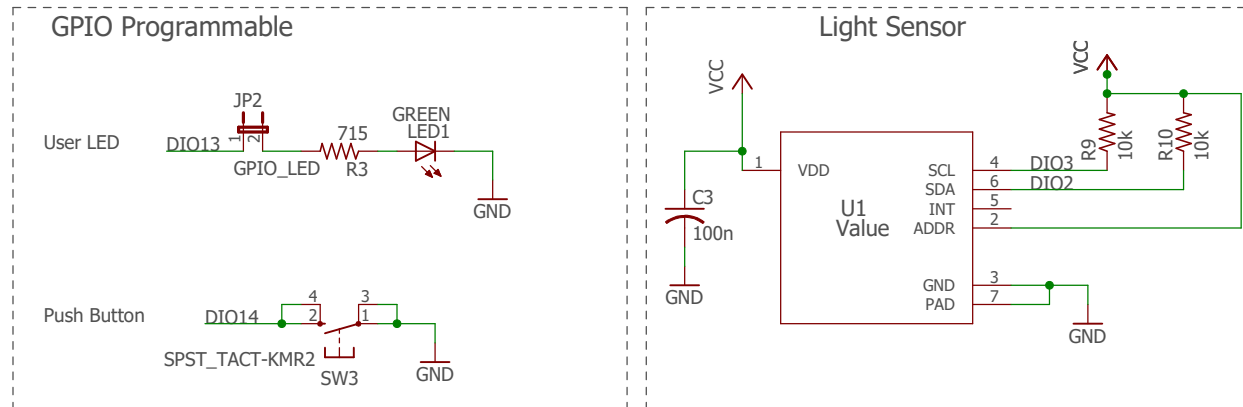 GPIO Programmable
User LED
DIO13
JP2
1
2
GPIO_LED
715
R3
GREEN
LED1
GND
Push Button
DIO14
4
2
3
1
SPST_TACT-KMR2
SW3
GND
Light Sensor
VCC
C3
100n
GND
1
VDD
U1
Value
SCL
SDA
INT
ADDR
GND
PAD
4
6
5
2
3
7
DIO3
DIO2
VCC
R9
10k
R10
10k
GND